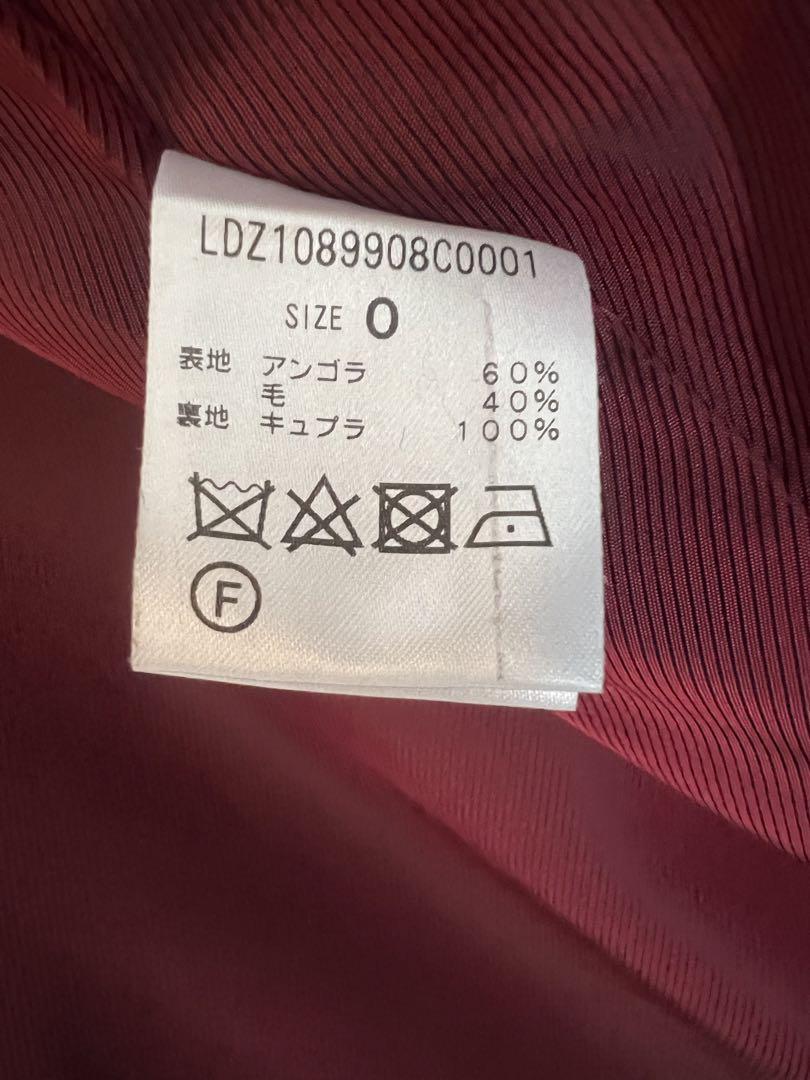 LDZ1089908C0001
SIZE 0
表地 アンゴラ 60%
毛 40%
裏地 キュプラ 100%
F